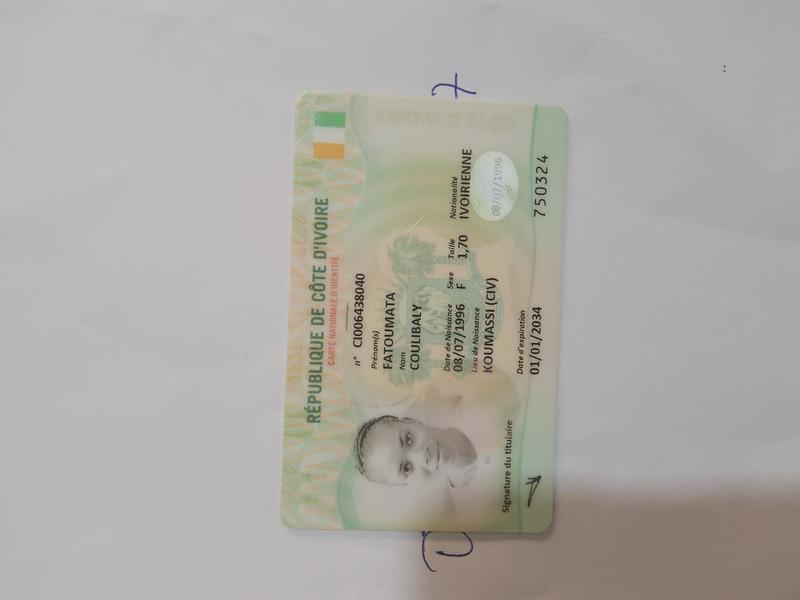 RÉPUBLIQUE DE CÔTE D'IVOIRE
CARTE NATIONALE D'IDENTITÉ
n° CI006438040
Prénom(s)
FATOUMATA
Nom
COULIBALY
Date de Naissance Sexe Taille Nationalité
08/07/1996 F 1,70 IVOIRIENNE
Lieu de Naissance
KOUMASSI (CIV)
08/07/1996
Date d'expiration
01/01/2034
750324
Signature du titulaire
CÔTE D'IVOIRE